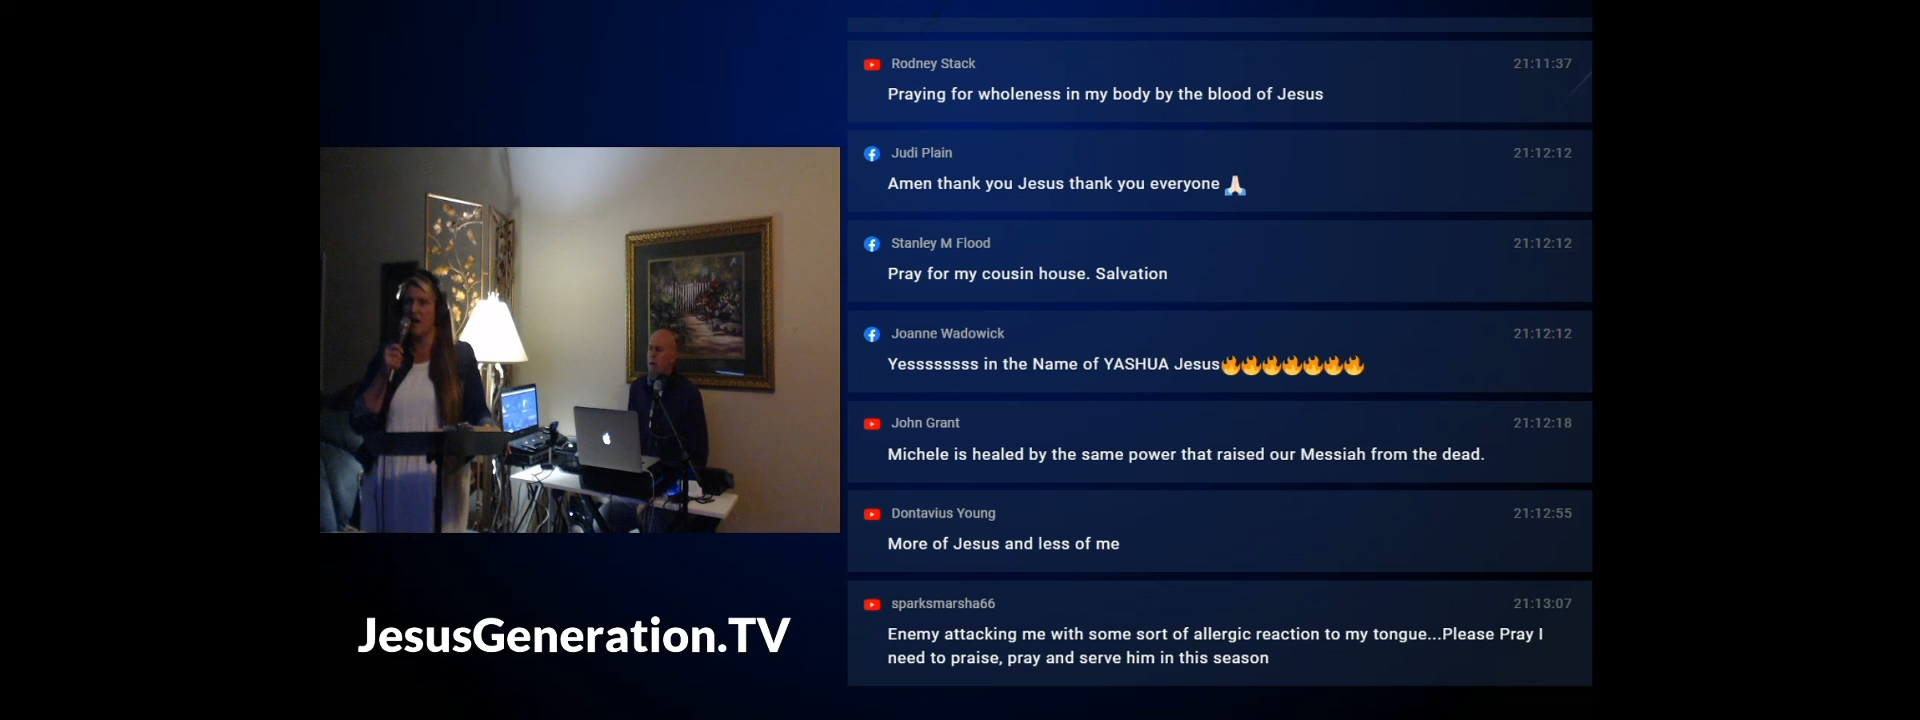 Rodney Stack 21:11:37
Praying for wholeness in my body by the blood of Jesus
Judi Plain 21:12:12
Amen thank you Jesus thank you everyone 🙏🏻
Stanley M Flood 21:12:12
Pray for my cousin house. Salvation
Joanne Wadowick 21:12:12
Yessssssss in the Name of YASHUA Jesus🔥🔥🔥🔥🔥🔥🔥
John Grant 21:12:18
Michele is healed by the same power that raised our Messiah from the dead.
Dontavius Young 21:12:55
More of Jesus and less of me
sparksmarsha66 21:13:07
Enemy attacking me with some sort of allergic reaction to my tongue...Please Pray I
need to praise, pray and serve him in this season
JesusGeneration.TV